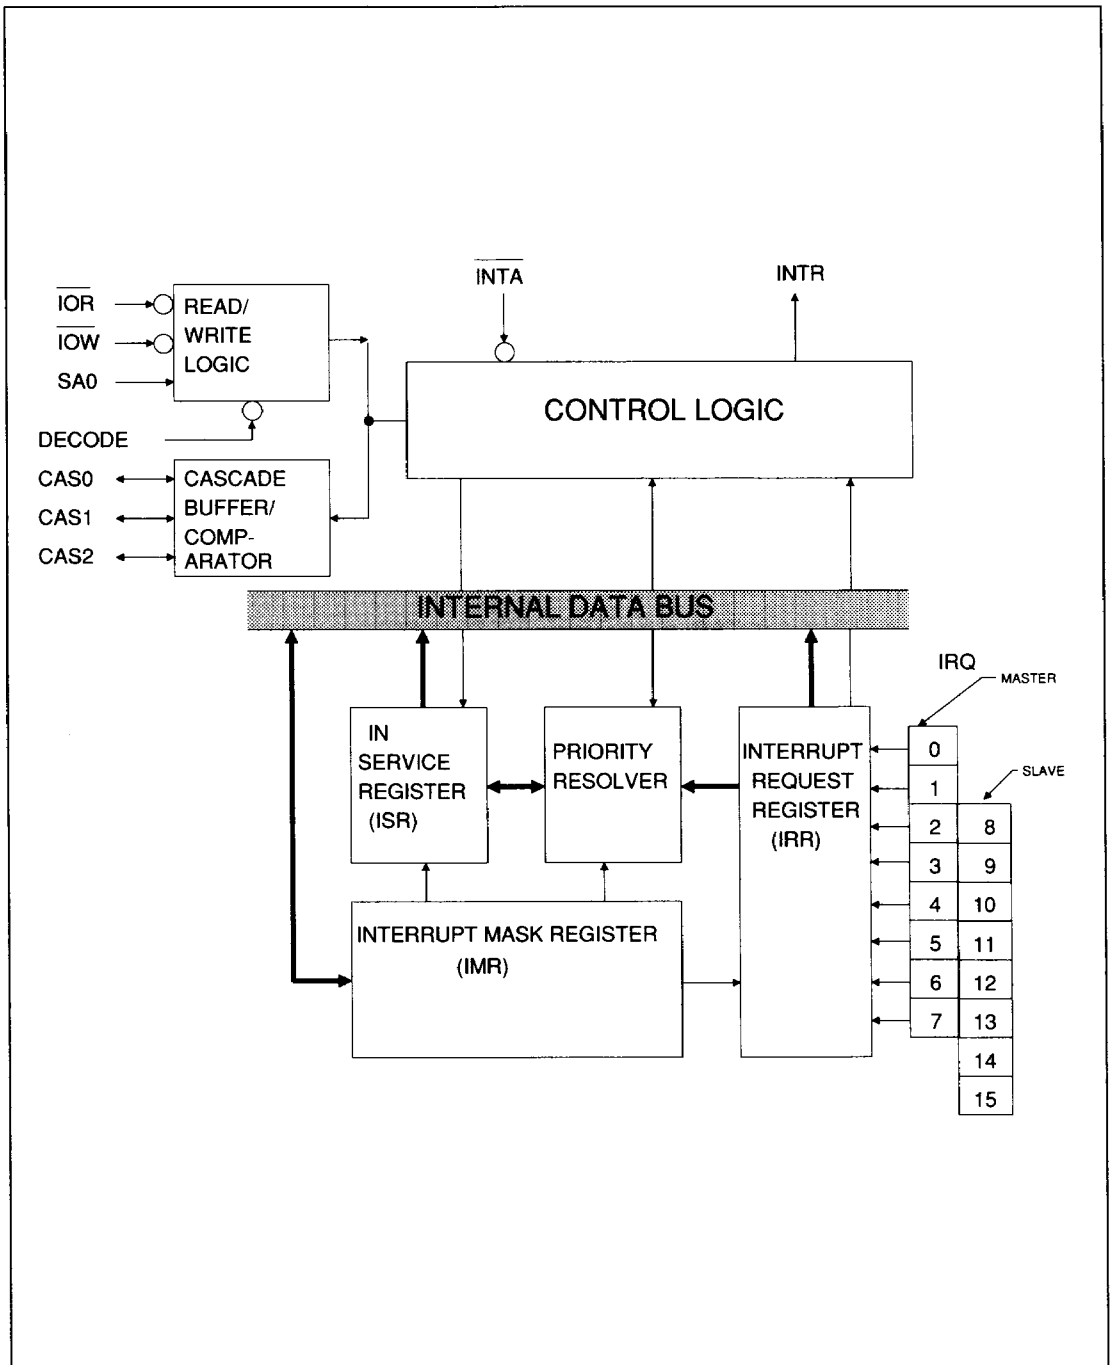 INTA
INTR
IOR
IOW
SA0
READ/
WRITE
LOGIC
CONTROL LOGIC
DECODE
CAS0
CAS1
CAS2
CASCADE
BUFFER/
COMP-
ARATOR
INTERNAL DATA BUS
IRQ
MASTER
SLAVE
IN
SERVICE
REGISTER
(ISR)
PRIORITY
RESOLVER
INTERRUPT
REQUEST
REGISTER
(IRR)
INTERRUPT MASK REGISTER
(IMR)
0
1
2
3
4
5
6
7
8
9
10
11
12
13
14
15